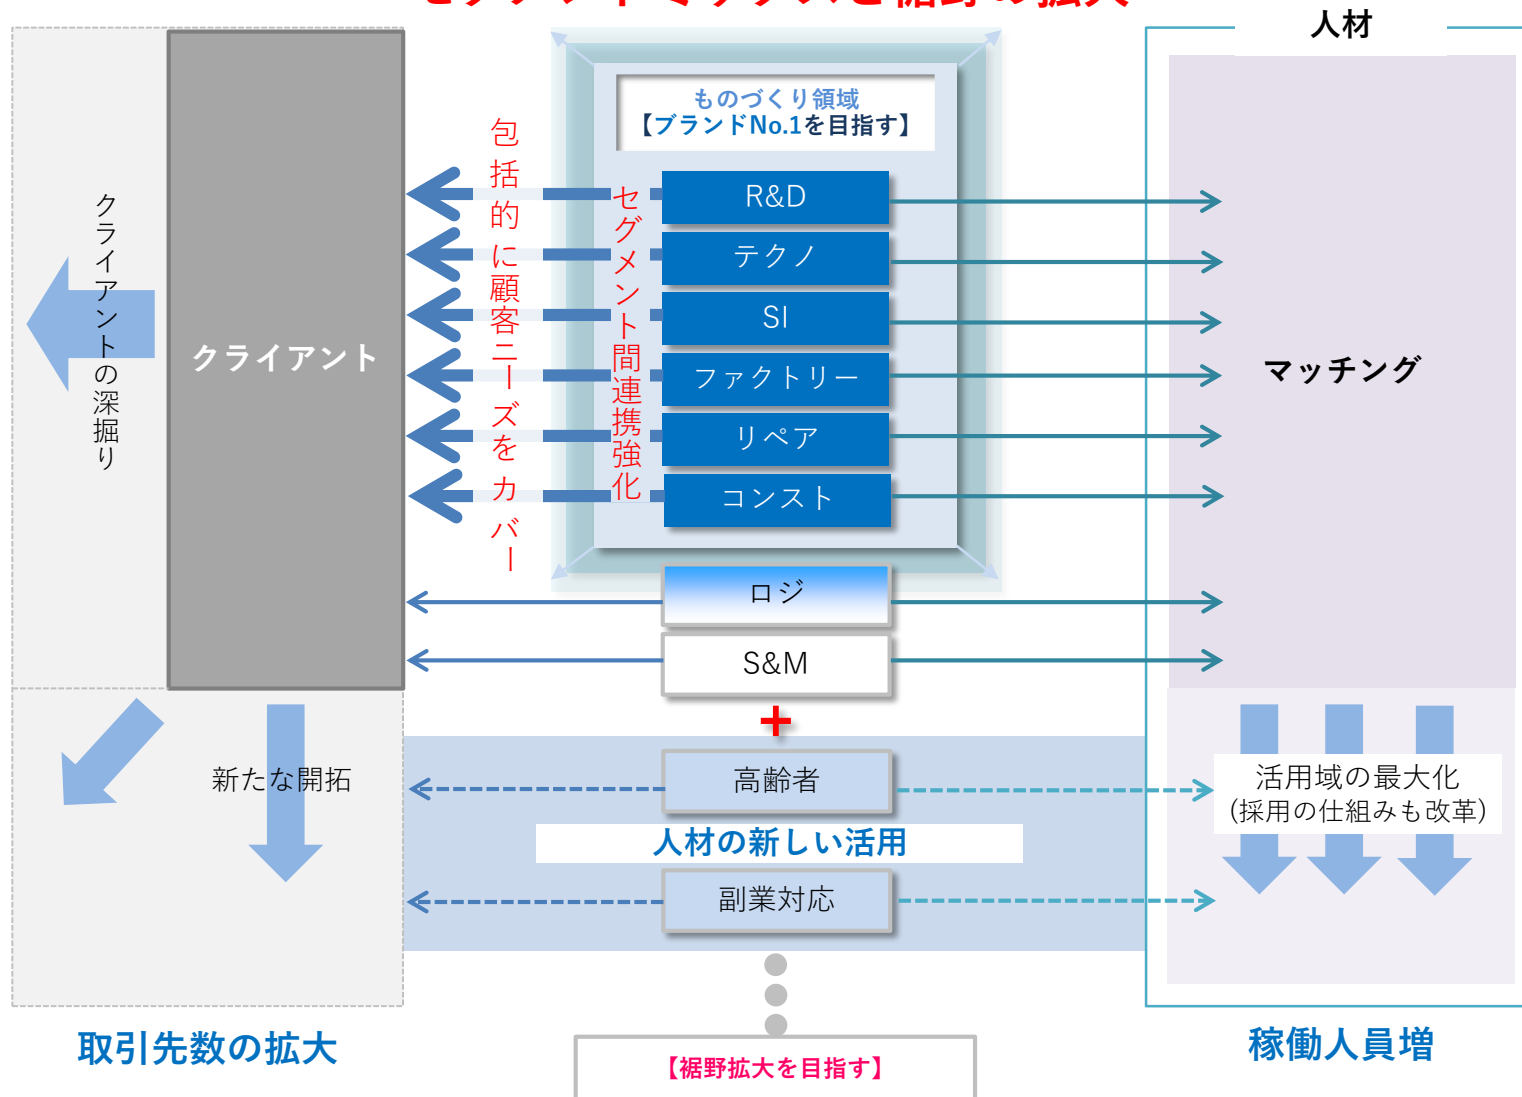 人材
ものづくり領域
【ブランドNo.1を目指す】
包括的に顧客ニーズをカバー
セグメント間連携強化
クライアントの深掘り
クライアント
R&D
テクノ
SI
ファクトリー
リペア
コンスト
マッチング
ロジ
S&M
+
新たな開拓
高齢者
人材の新しい活用
副業対応
活用域の最大化
(採用の仕組みも改革)
取引先数の拡大
【裾野拡大を目指す】
稼働人員増